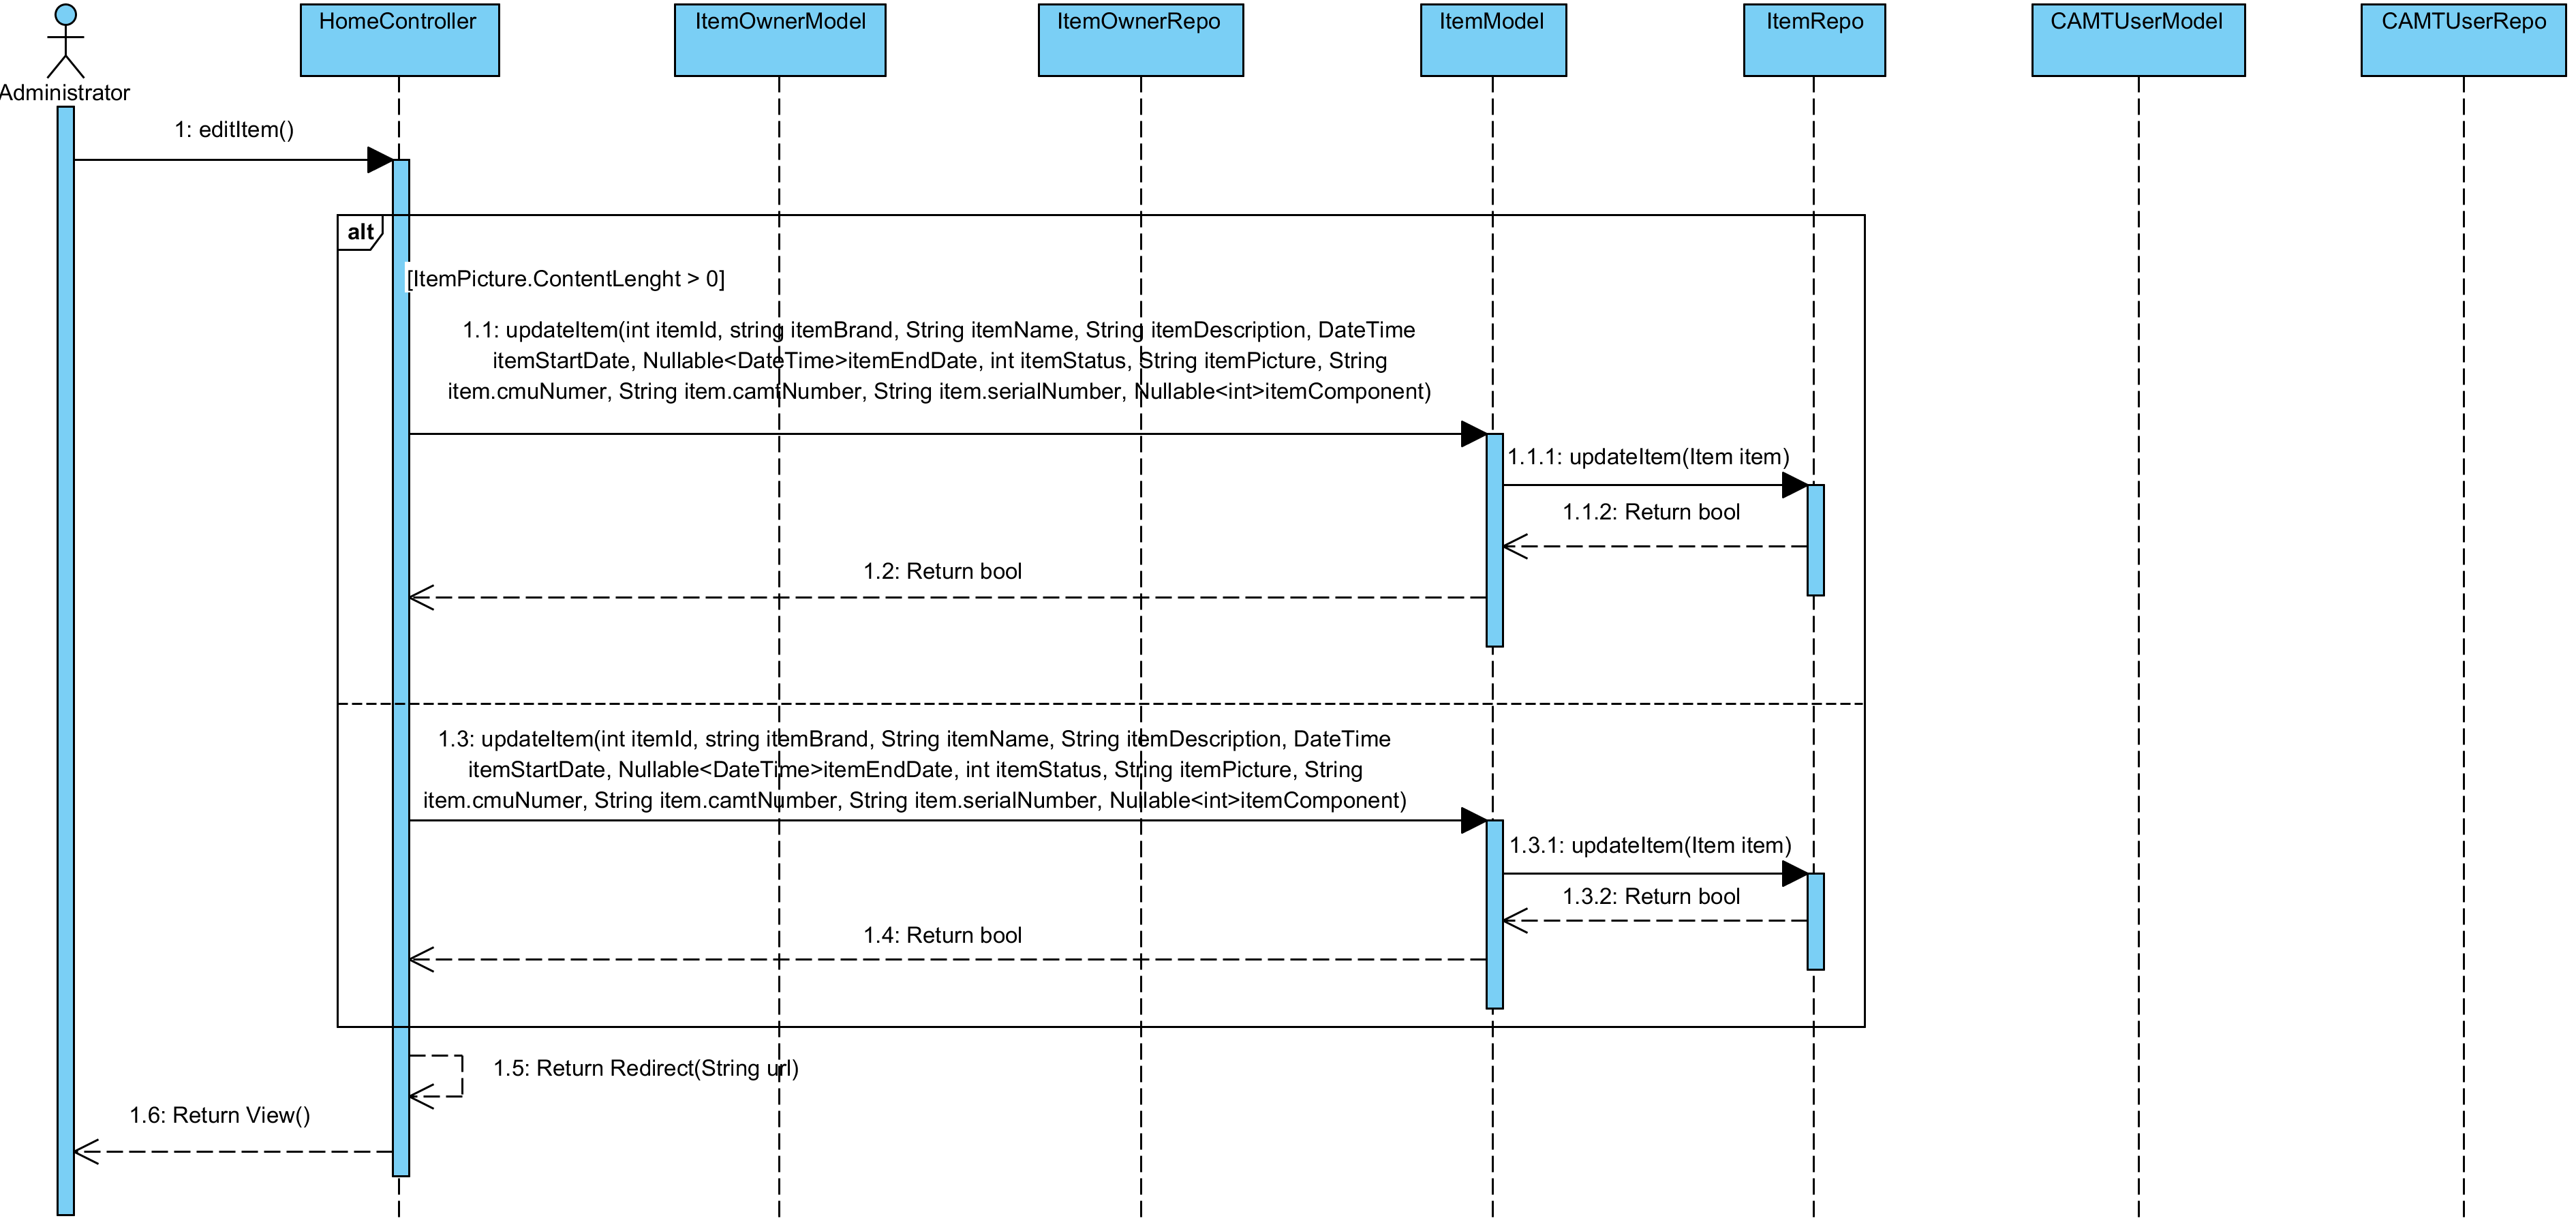 HomeController
ItemOwnerModel
ItemOwnerRepo
ItemModel
ItemRepo
CAMTUserModel
CAMTUserRepo
Administrator
1: editItem()
alt
[ItemPicture.ContentLenght > 0]
1.1: updateItem(int itemId, string itemBrand, String itemName, String itemDescription, DateTime
itemStartDate, Nullable<DateTime>itemEndDate, int itemStatus, String itemPicture, String
item.cmuNumer, String item.camtNumber, String item.serialNumber, Nullable<int>itemComponent)
1.1.1: updateItem(Item item)
1.1.2: Return bool
1.2: Return bool
1.3: updateItem(int itemId, string itemBrand, String itemName, String itemDescription, DateTime
itemStartDate, Nullable<DateTime>itemEndDate, int itemStatus, String itemPicture, String
item.cmuNumer, String item.camtNumber, String item.serialNumber, Nullable<int>itemComponent)
1.3.1: updateItem(Item item)
1.3.2: Return bool
1.4: Return bool
1.5: Return Redirect(String url)
1.6: Return View()